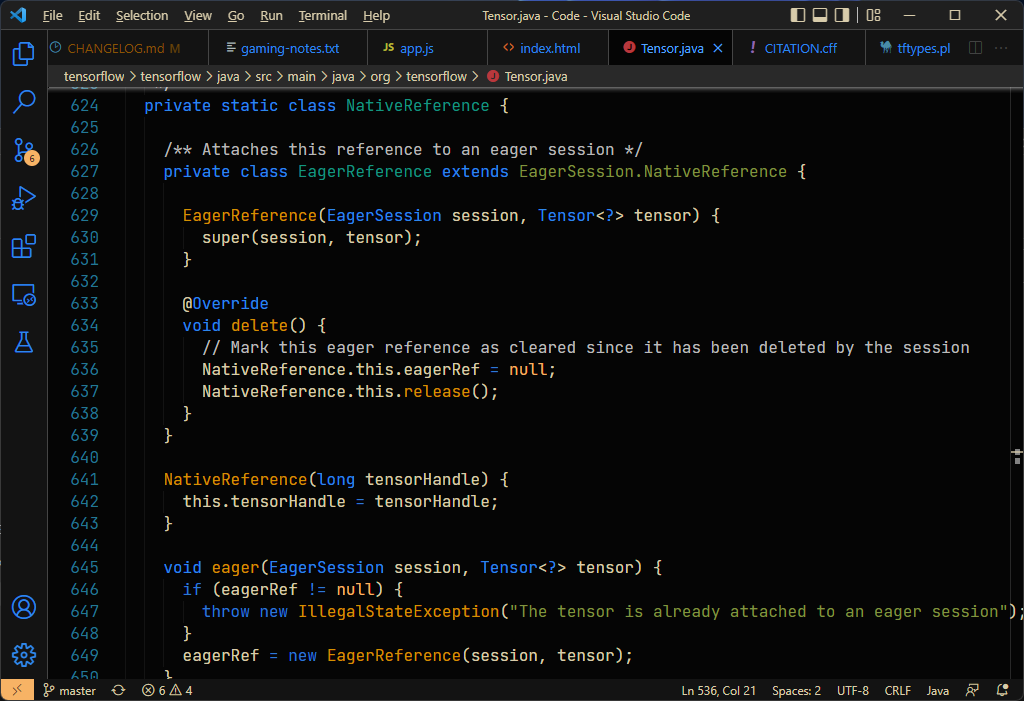 File Edit Selection View Go Run Terminal Help Tensor.java - Code - Visual Studio Code
CHANGELOG.md M gaming-notes.txt JS app.js <> index.html J Tensor.java ! CITATION.cff tftypes.pl
tensorflow > tensorflow > java > src > main > java > org > tensorflow > J Tensor.java
624 private static class NativeReference {
625
626 /** Attaches this reference to an eager session */
627 private class EagerReference extends EagerSession.NativeReference {
628
629 EagerReference(EagerSession session, Tensor<?> tensor) {
630 super(session, tensor);
631 }
632
633 @Override
634 void delete() {
635 // Mark this eager reference as cleared since it has been deleted by the session
636 NativeReference.this.eagerRef = null;
637 NativeReference.this.release();
638 }
639 }
640
641 NativeReference(long tensorHandle) {
642 this.tensorHandle = tensorHandle;
643 }
644
645 void eager(EagerSession session, Tensor<?> tensor) {
646 if (eagerRef != null) {
647 throw new IllegalStateException("The tensor is already attached to an eager session");
648 }
649 eagerRef = new EagerReference(session, tensor);
650 }
6
master 6 4 Ln 536, Col 21 Spaces: 2 UTF-8 CRLF Java